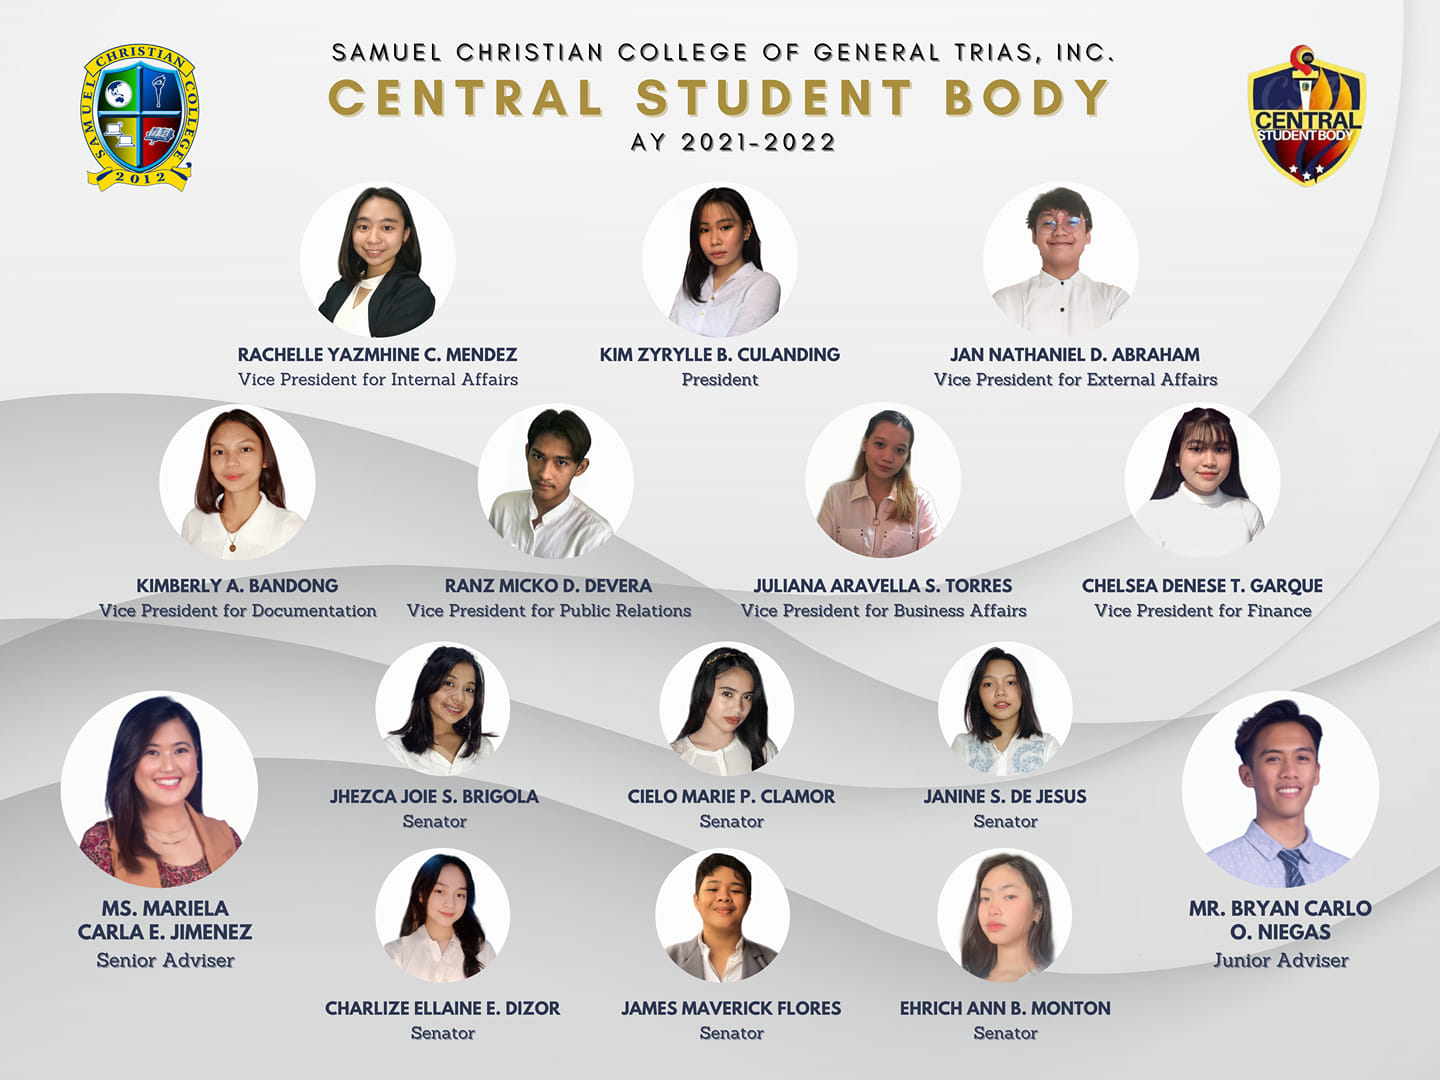 SAMUEL CHRISTIAN COLLEGE OF GENERAL TRIAS, INC.
CENTRAL STUDENT BODY
AY 2021-2022
SAMUEL CHRISTIAN COLLEGE
2012
CENTRAL
STUDENT BODY
RACHELLE YAZMHINE C. MENDEZ
Vice President for Internal Affairs
KIM ZYRYLLE B. CULANDING
President
JAN NATHANIEL D. ABRAHAM
Vice President for External Affairs
KIMBERLY A. BANDONG
Vice President for Documentation
RANZ MICKO D. DEVERA
Vice President for Public Relations
JULIANA ARAVELLA S. TORRES
Vice President for Business Affairs
CHELSEA DENESE T. GARQUE
Vice President for Finance
JHEZCA JOIE S. BRIGOLA
Senator
CIELO MARIE P. CLAMOR
Senator
JANINE S. DE JESUS
Senator
MS. MARIELA
CARLA E. JIMENEZ
Senior Adviser
MR. BRYAN CARLO
O. NIEGAS
Junior Adviser
CHARLIZE ELLAINE E. DIZOR
Senator
JAMES MAVERICK FLORES
Senator
EHRICH ANN B. MONTON
Senator